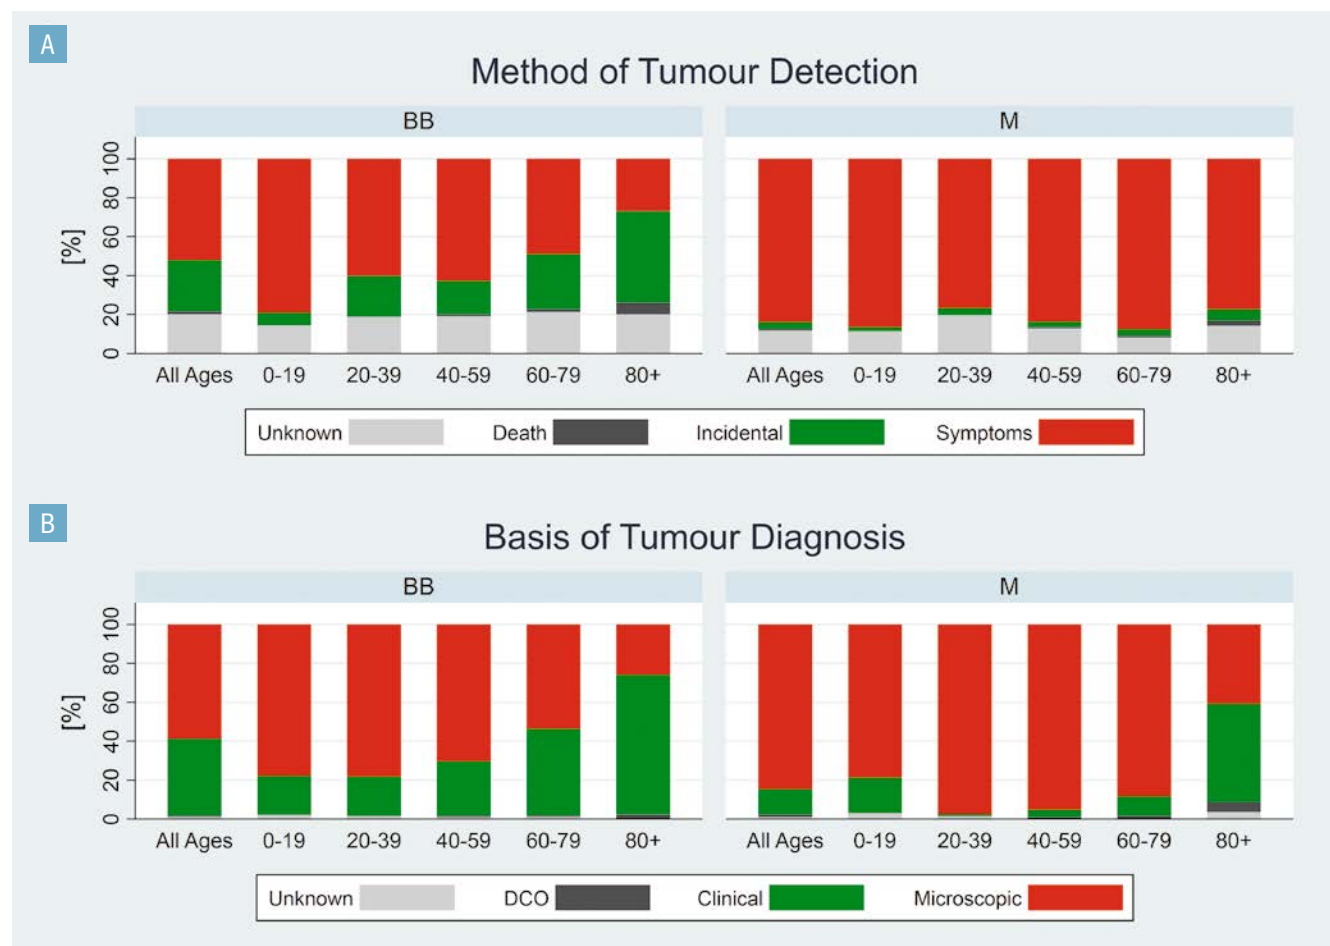 A
Method of Tumour Detection
BB M
[%]
100
80
60
40
20
0
All Ages 0-19 20-39 40-59 60-79 80+ All Ages 0-19 20-39 40-59 60-79 80+
Unknown Death Incidental Symptoms
B
Basis of Tumour Diagnosis
BB M
[%]
100
80
60
40
20
0
All Ages 0-19 20-39 40-59 60-79 80+ All Ages 0-19 20-39 40-59 60-79 80+
Unknown DCO Clinical Microscopic